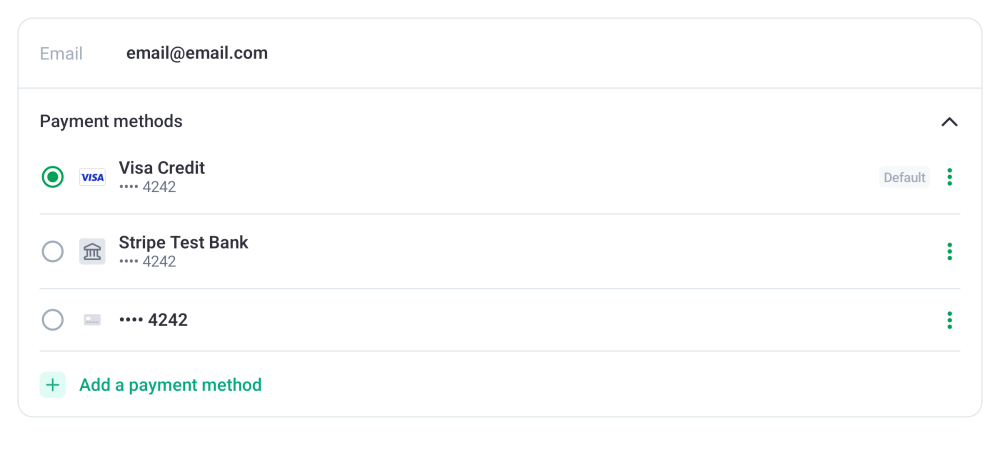 Email email@email.com
Payment methods
VISA Visa Credit
•••• 4242
Default
Stripe Test Bank
•••• 4242
•••• 4242
Add a payment method